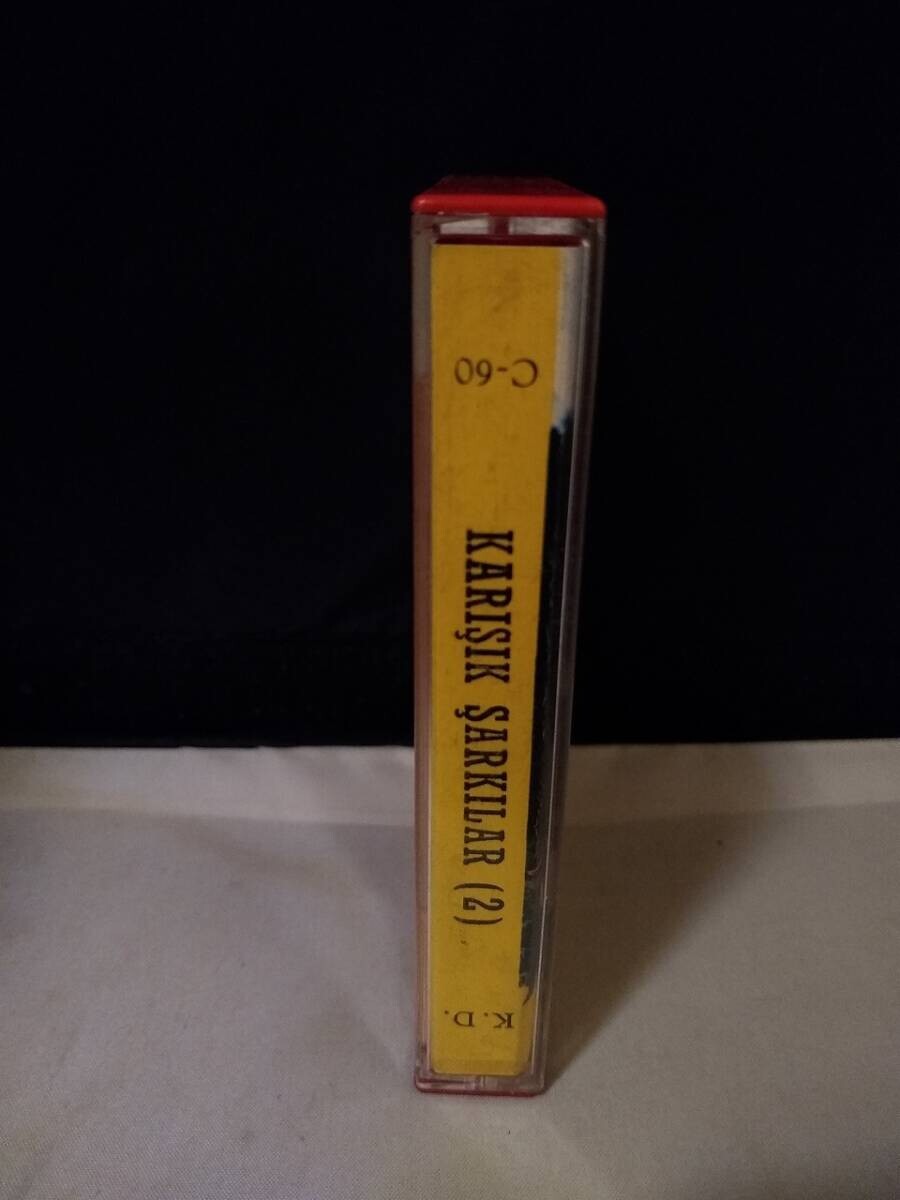 C-60
KARIŞIK ŞARKILAR (2)
K.D.